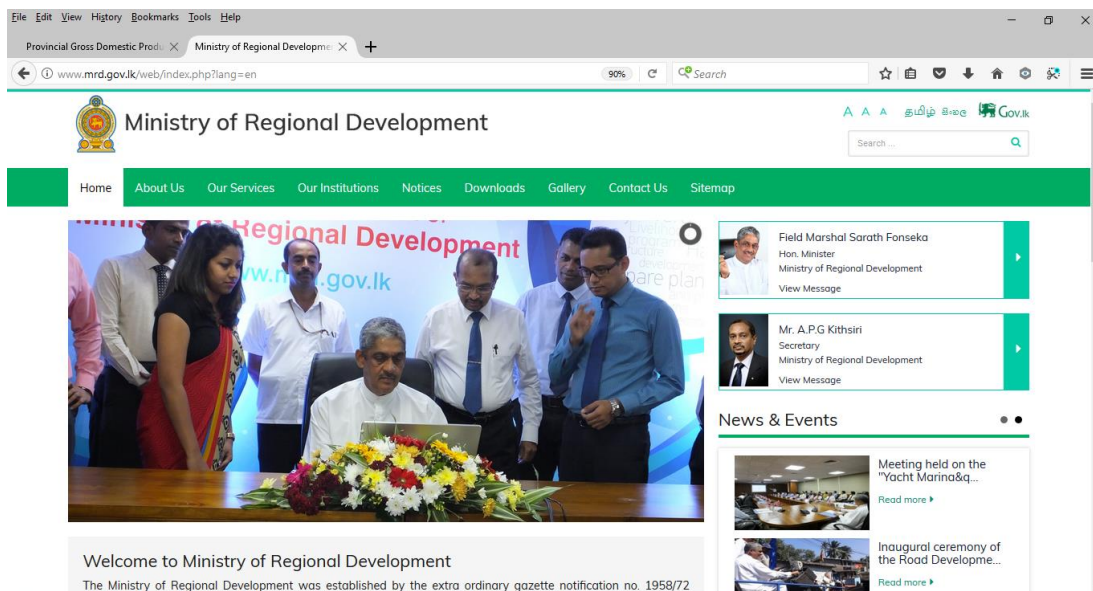 File Edit View History Bookmarks Tools Help
Provincial Gross Domestic Produ
Ministry of Regional Developme
www.mrd.gov.lk/web/index.php?lang=en
90%
Search
Ministry of Regional Development
A A A தமிழ் සිංහල Gov.lk
Search ...
Home About Us Our Services Our Institutions Notices Downloads Gallery Contact Us Sitemap
Regional Development
.gov.lk
Field Marshal Sarath Fonseka
Hon. Minister
Ministry of Regional Development
View Message
Mr. A.P.G Kithsiri
Secretary
Ministry of Regional Development
View Message
News & Events
Meeting held on the
"Yacht Marina&q...
Read more
Inaugural ceremony of
the Road Developme...
Read more
Welcome to Ministry of Regional Development
The Ministry of Regional Development was established by the extra ordinary gazette notification no. 1958/72